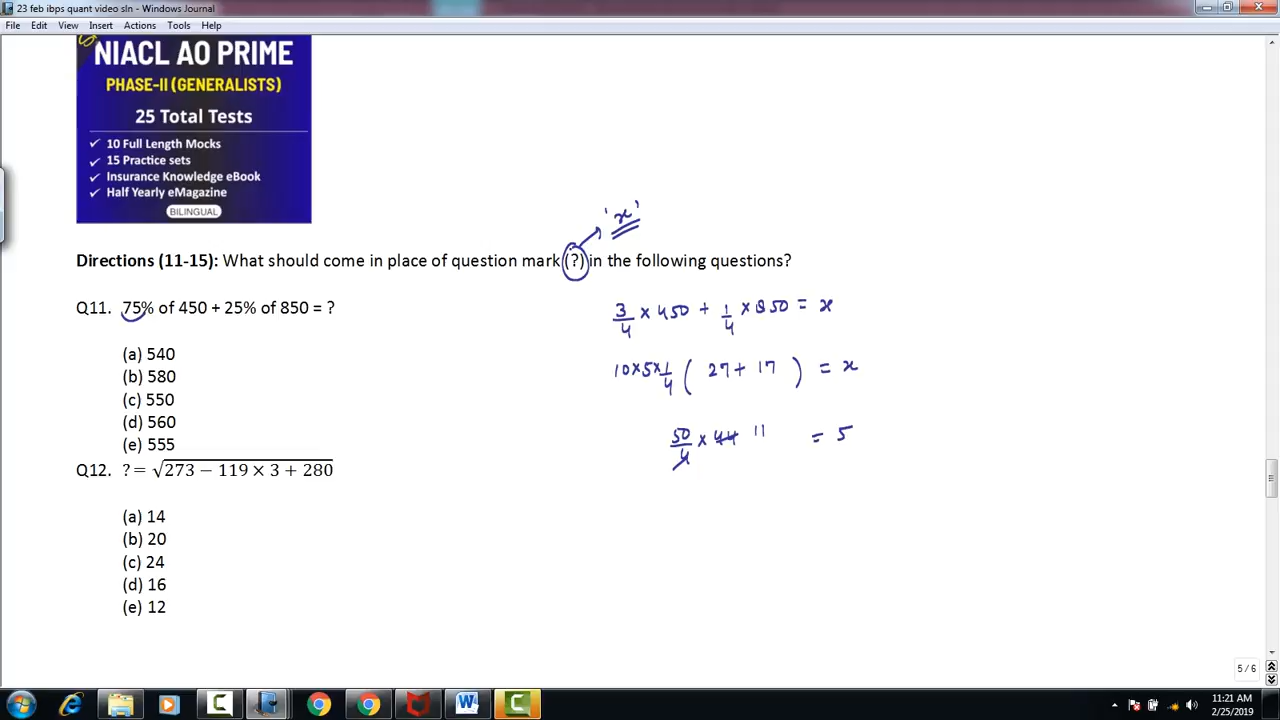 23 feb ibps quant video sln - Windows Journal
File Edit View Insert Actions Tools Help
NIACL AO PRIME
PHASE-II (GENERALISTS)
25 Total Tests
✓ 10 Full Length Mocks
✓ 15 Practice sets
✓ Insurance Knowledge eBook
✓ Half Yearly eMagazine
BILINGUAL
'x'
Directions (11-15): What should come in place of question mark (?) in the following questions?
Q11. 75% of 450 + 25% of 850 = ?
3/4 × 450 + 1/4 × 850 = x
(a) 540
10×5×1/4 ( 27+ 17 ) = x
(b) 580
(c) 550
(d) 560
50/4 × 44 11 = 5
(e) 555
Q12. ? = √273 − 119 × 3 + 280
(a) 14
(b) 20
(c) 24
(d) 16
(e) 12
5 / 6
11:21 AM
2/25/2019